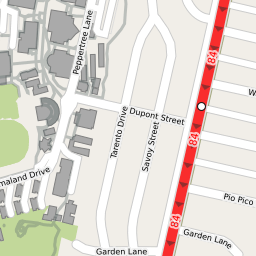 Peppertree Lane
84
W
Dupont Street
Tarento Drive
Savoy Street
84
maland Drive
Pio Pico
84
Garden Lane
Garden Lane